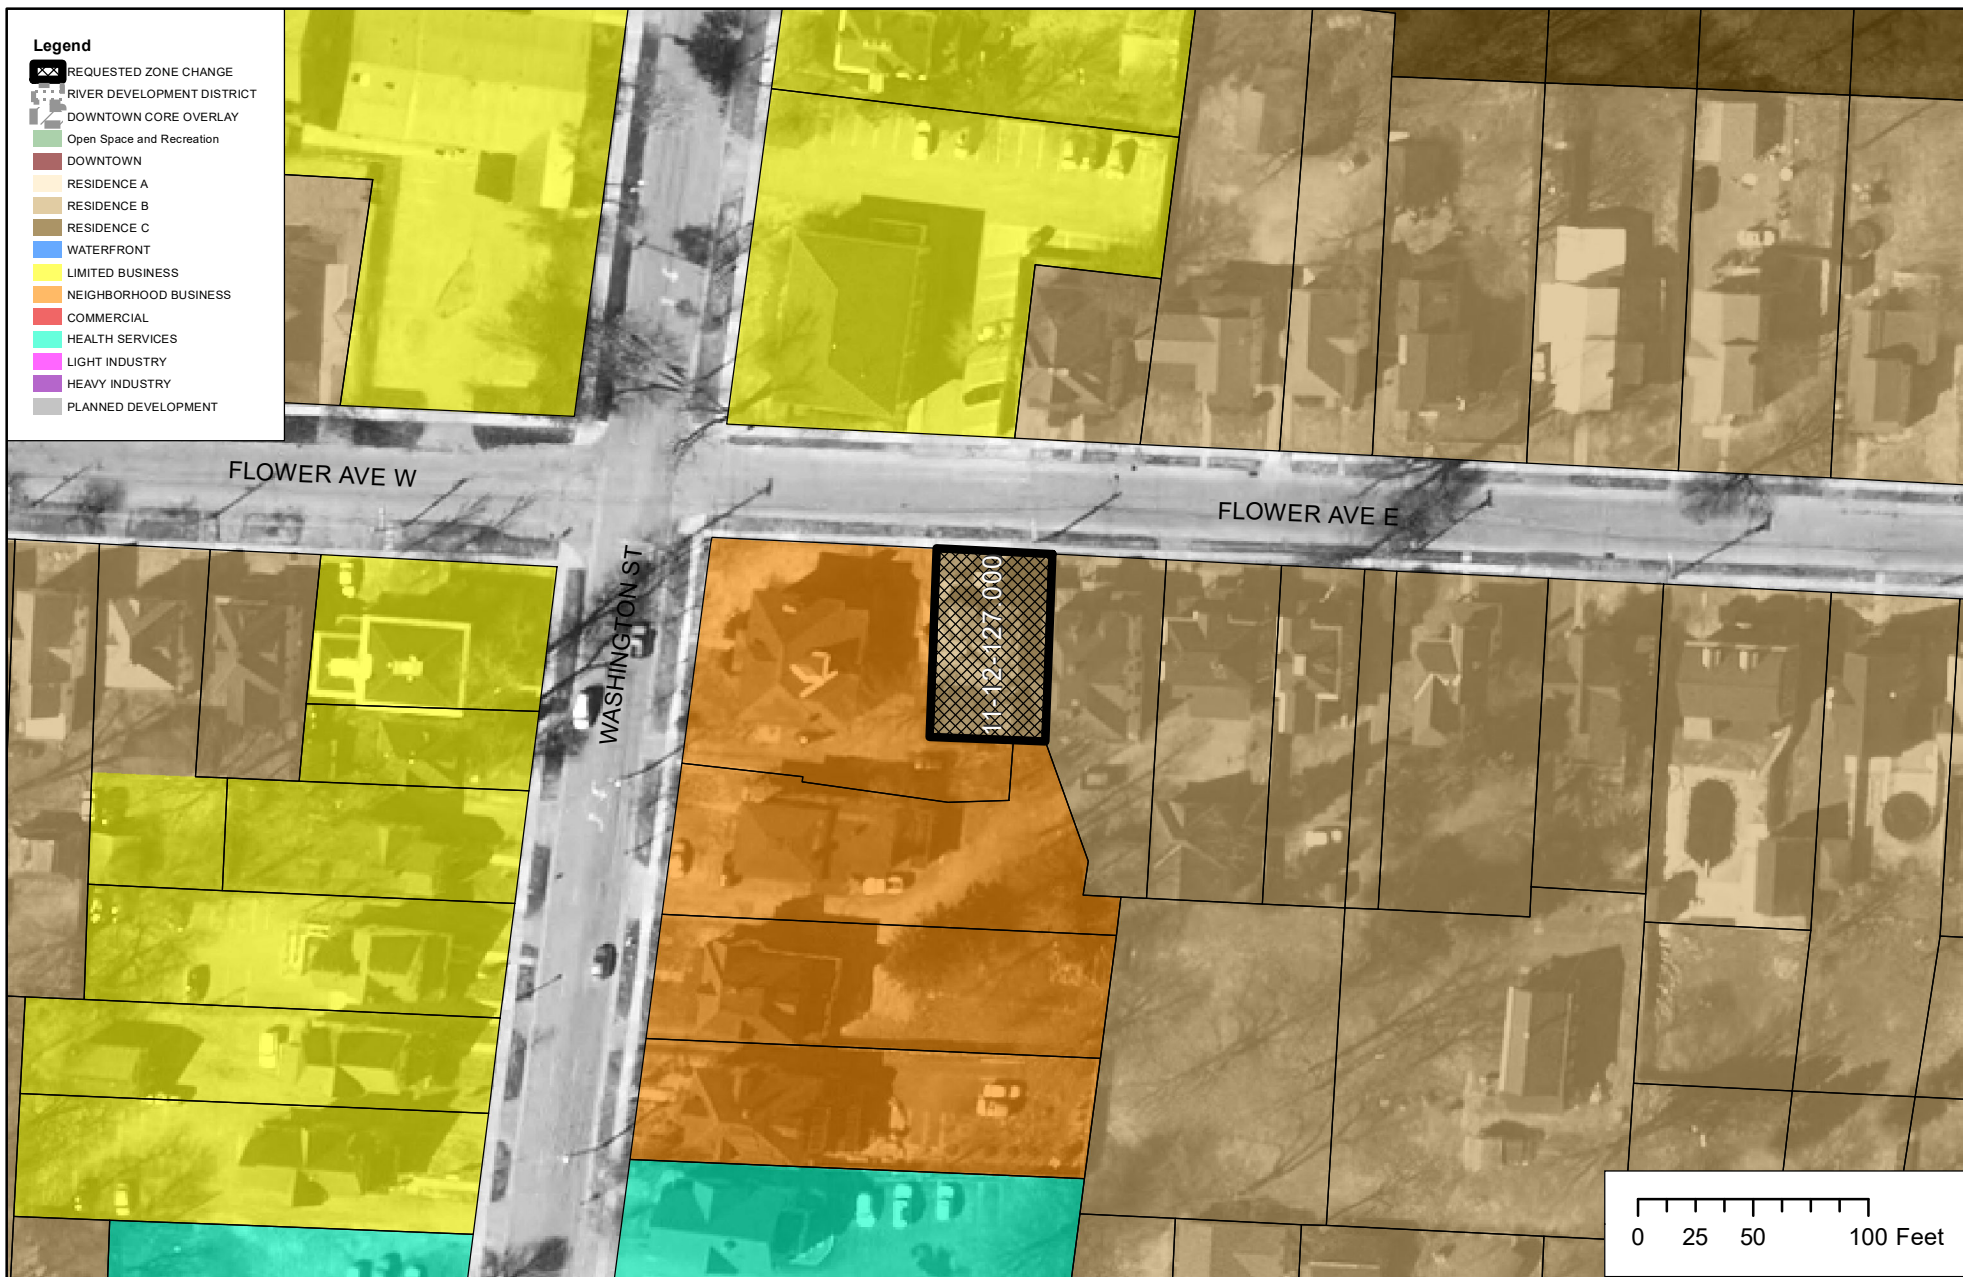 Legend
REQUESTED ZONE CHANGE
RIVER DEVELOPMENT DISTRICT
DOWNTOWN CORE OVERLAY
Open Space and Recreation
DOWNTOWN
RESIDENCE A
RESIDENCE B
RESIDENCE C
WATERFRONT
LIMITED BUSINESS
NEIGHBORHOOD BUSINESS
COMMERCIAL
HEALTH SERVICES
LIGHT INDUSTRY
HEAVY INDUSTRY
PLANNED DEVELOPMENT
FLOWER AVE W
FLOWER AVE E
WASHINGTON ST
11-12-127.000
0 25 50 100 Feet